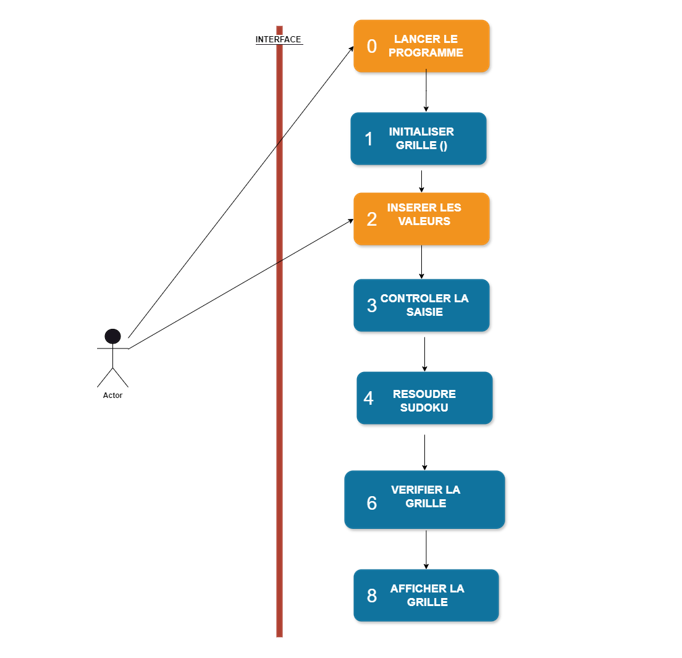 INTERFACE
0
LANCER LE
PROGRAMME
1
INITIALISER
GRILLE ()
2
INSERER LES
VALEURS
3
CONTROLER LA
SAISIE
4
RESOUDRE
SUDOKU
6
VERIFIER LA
GRILLE
8
AFFICHER LA
GRILLE
Actor